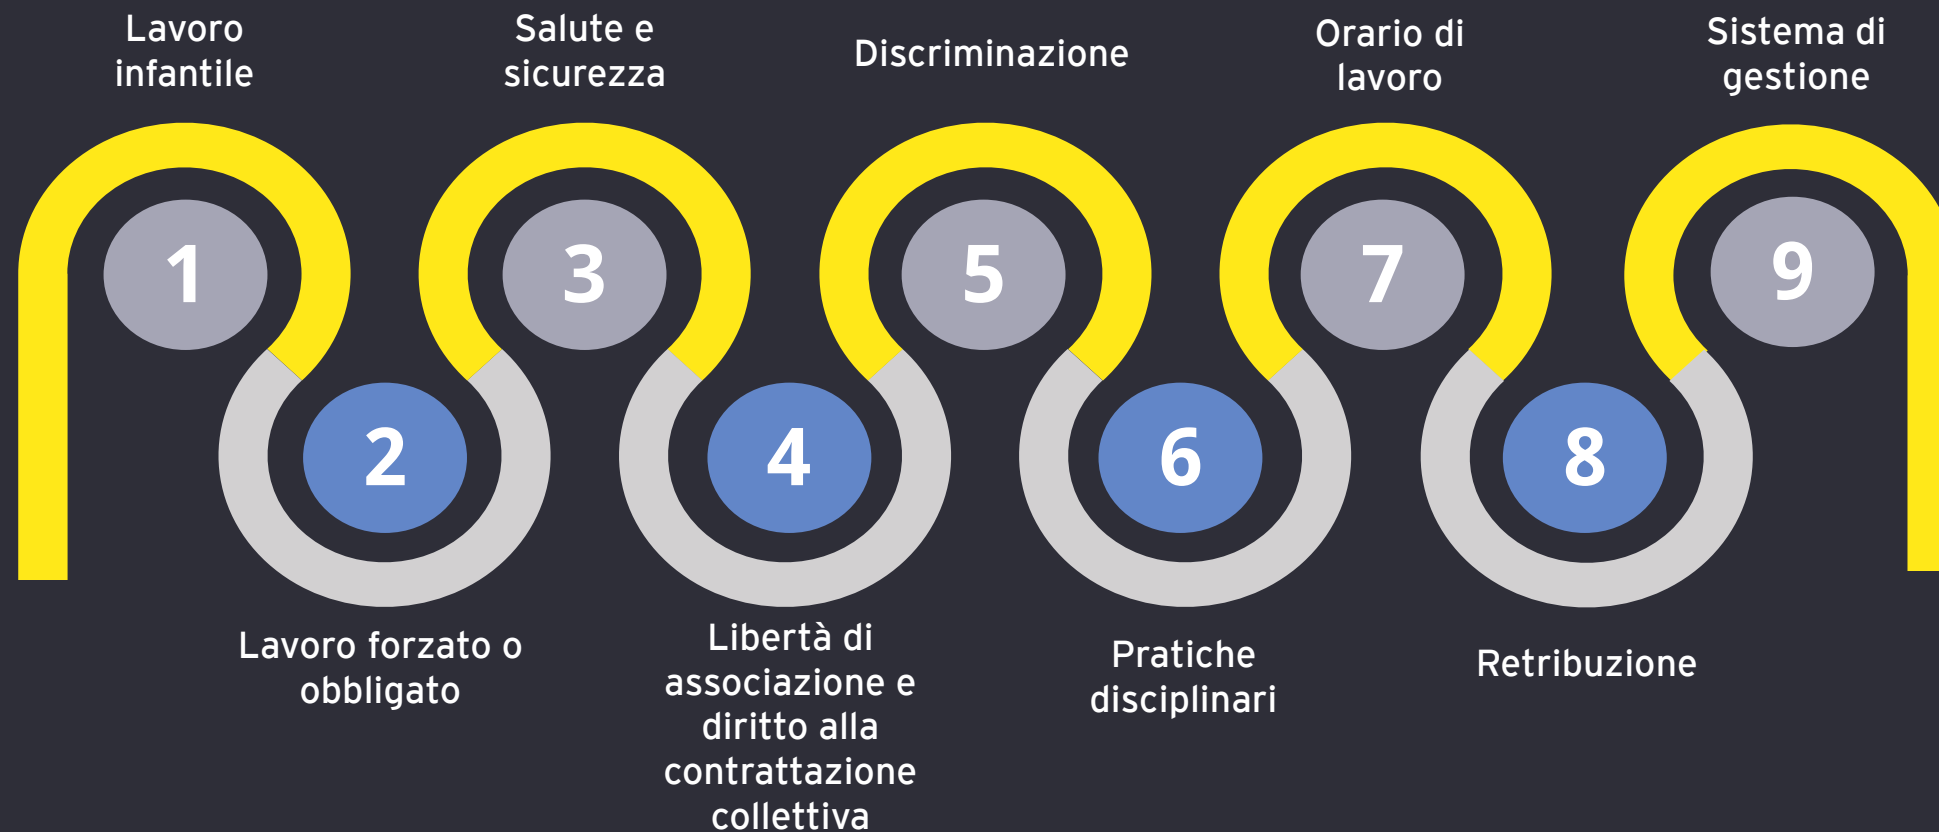 Lavoro
infantile
Salute e
sicurezza
Discriminazione
Orario di
lavoro
Sistema di
gestione
1
3
5
7
9
2
4
6
8
Lavoro forzato o
obbligato
Libertà di
associazione e
diritto alla
contrattazione
collettiva
Pratiche
disciplinari
Retribuzione